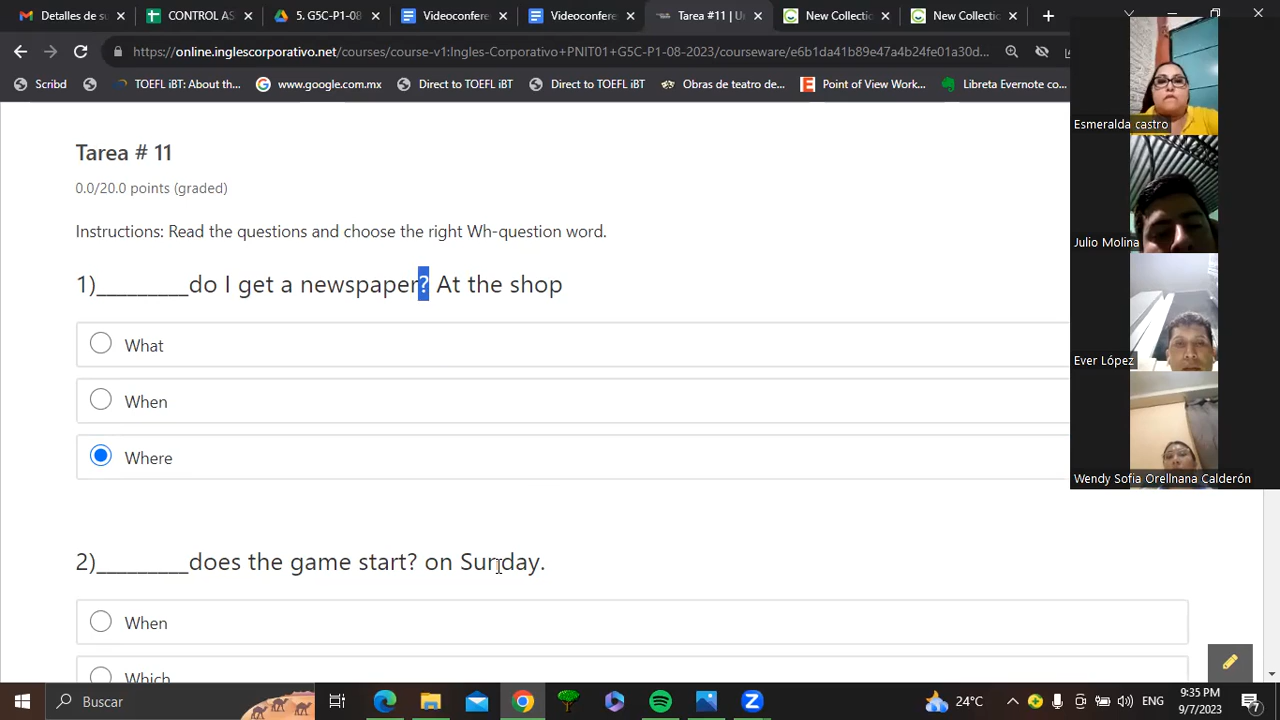 Detalles de su
CONTROL AS
5. G5C-P1-08
Videoconfere
Videoconfere
Tarea #11 | Ur
New Colectio
New Colectio
https://online.inglescorporativo.net/courses/course-v1:Ingles-Corporativo+PNIT01+G5C-P1-08-2023/courseware/e6b1da41b89e47a4b24fe01a30d...
Scribd
TOEFL iBT: About th...
www.google.com.mx
Direct to TOEFL iBT
Direct to TOEFL iBT
Obras de teatro de...
Point of View: work...
Libreta Evernote co...
Tarea # 11
0.0/20.0 points (graded)
Instructions: Read the questions and choose the right Wh-question word.
1)_________do I get a newspaper? At the shop
What
When
Where
2)_________does the game start? on Sunday.
When
Which
Esmeralda castro
Julio Molina
Ever López
Wendy Sofia Orellnana Calderón
Buscar
24°C
ENG
9:35 PM
9/7/2023
7